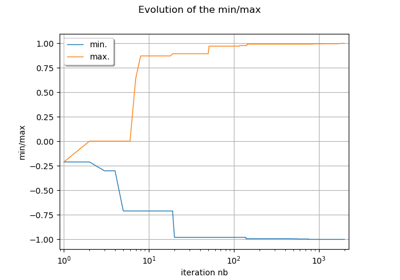 Evolution of the min/max
min.
max.
1.00
0.75
0.50
0.25
0.00
−0.25
−0.50
−0.75
−1.00
min/max
10⁰
10¹
10²
10³
iteration nb